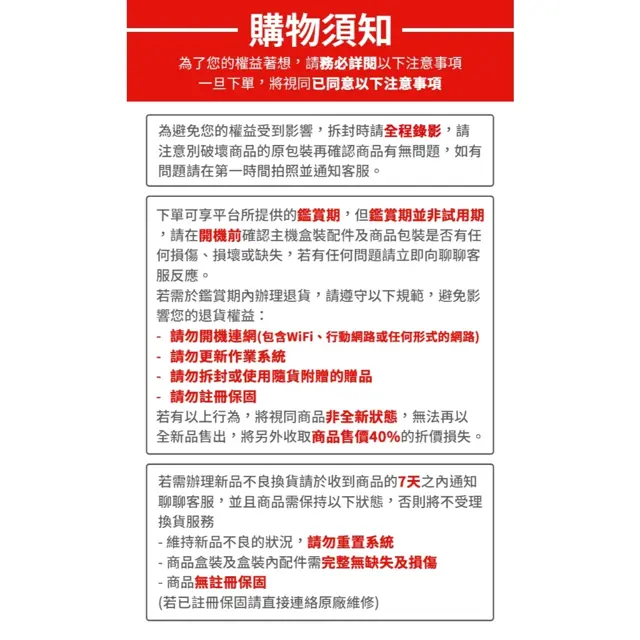 購物須知
為了您的權益著想，請務必詳閱以下注意事項
一旦下單，將視同已同意以下注意事項
為避免您的權益受到影響，拆封時請全程錄影，請
注意別破壞商品的原包裝再確認商品有無問題，如有
問題請在第一時間拍照並通知客服。
下單可享平台所提供的鑑賞期，但鑑賞期並非試用期
，請在開機前確認主機盒裝配件及商品包裝是否有任
何損傷、損壞或缺失，若有任何問題請立即向聊聊客
服反應。
若需於鑑賞期內辦理退貨，請遵守以下規範，避免影
響您的退貨權益：
- 請勿開機連網(包含WiFi、行動網路或任何形式的網路)
- 請勿更新作業系統
- 請勿拆封或使用隨貨附贈的贈品
- 請勿註冊保固
若有以上行為，將視同商品非全新狀態，無法再以
全新品售出，將另外收取商品售價40%的折價損失。
若需辦理新品不良換貨請於收到商品的7天之內通知
聊聊客服，並且商品需保持以下狀態，否則將不受理
換貨服務
- 維持新品不良的狀況，請勿重置系統
- 商品盒裝及盒裝內配件需完整無缺失及損傷
- 商品無註冊保固
(若已註冊保固請直接連絡原廠維修)